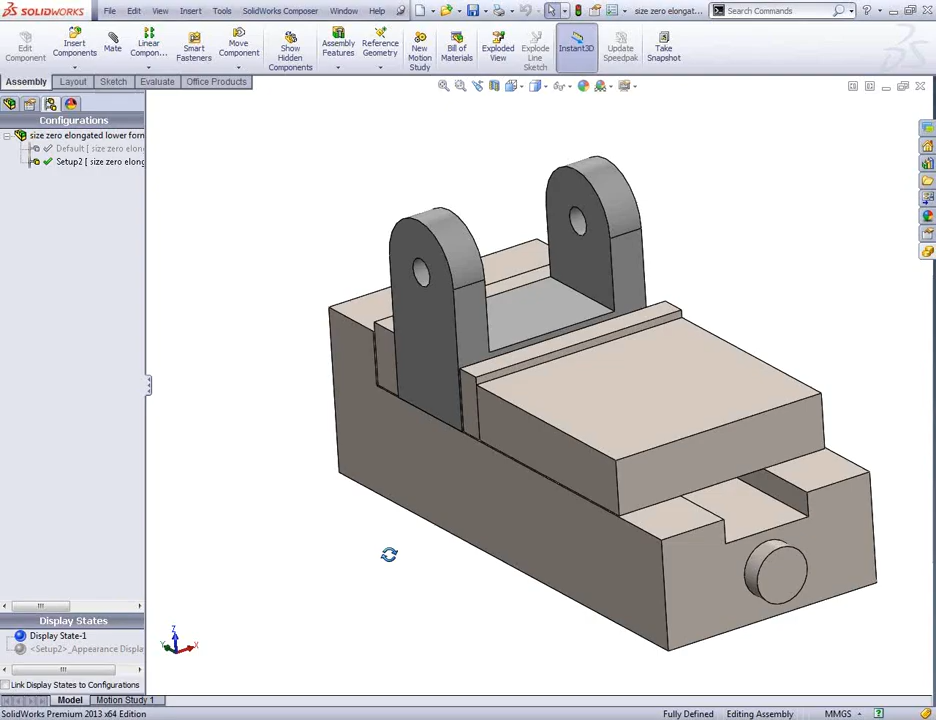 SOLIDWORKS File Edit View Insert Tools SolidWorks Composer Window Help size zero elongat... Search Commands
Edit Component
Insert Components
Mate
Linear Compon...
Smart Fasteners
Move Component
Show Hidden Components
Assembly Features
Reference Geometry
New Motion Study
Bill of Materials
Exploded View
Explode Line Sketch
Instant3D
Update Speedpak
Take Snapshot
Assembly Layout Sketch Evaluate Office Products
Configurations
size zero elongated lower form
Default [ size zero elong
Setup2 [ size zero elong
Display States
Display State-1
<Setup2>_Appearance Displa
Link Display States to Configurations
Z
Y
X
Model Motion Study 1
SolidWorks Premium 2013 x64 Edition Fully Defined Editing Assembly MMGS